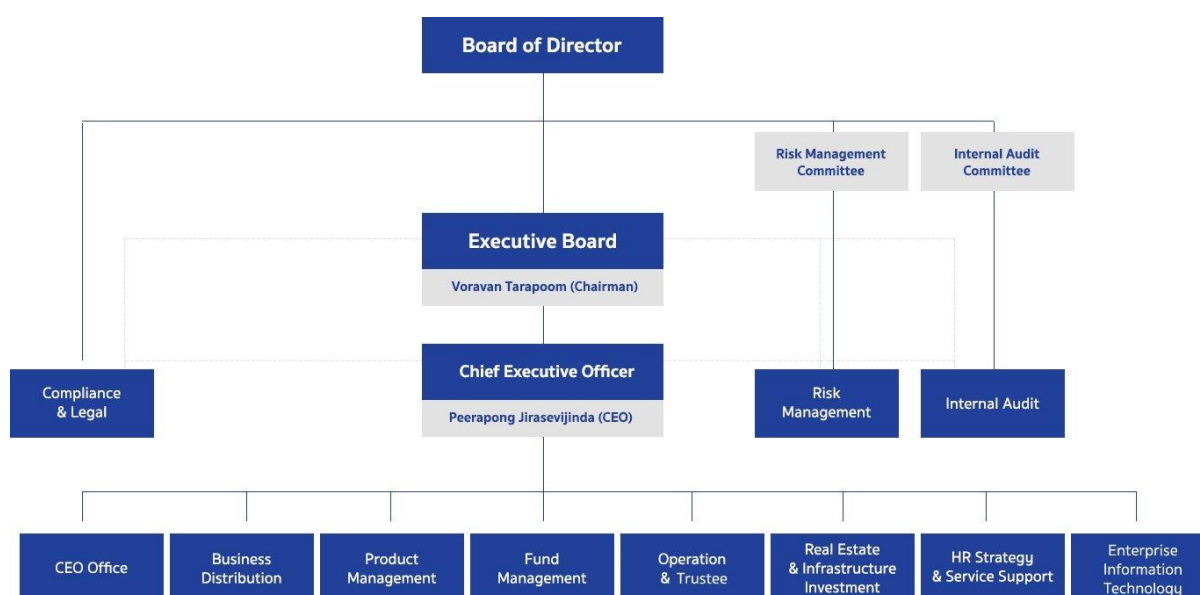 Board of Director
Risk Management
Committee
Internal Audit
Committee
Executive Board
Voravan Tarapoom (Chairman)
Chief Executive Officer
Peerapong Jirasevijinda (CEO)
Compliance
& Legal
Risk
Management
Internal Audit
CEO Office
Business
Distribution
Product
Management
Fund
Management
Operation
& Trustee
Real Estate
& Infrastructure
Investment
HR Strategy
& Service Support
Enterprise
Information
Technology